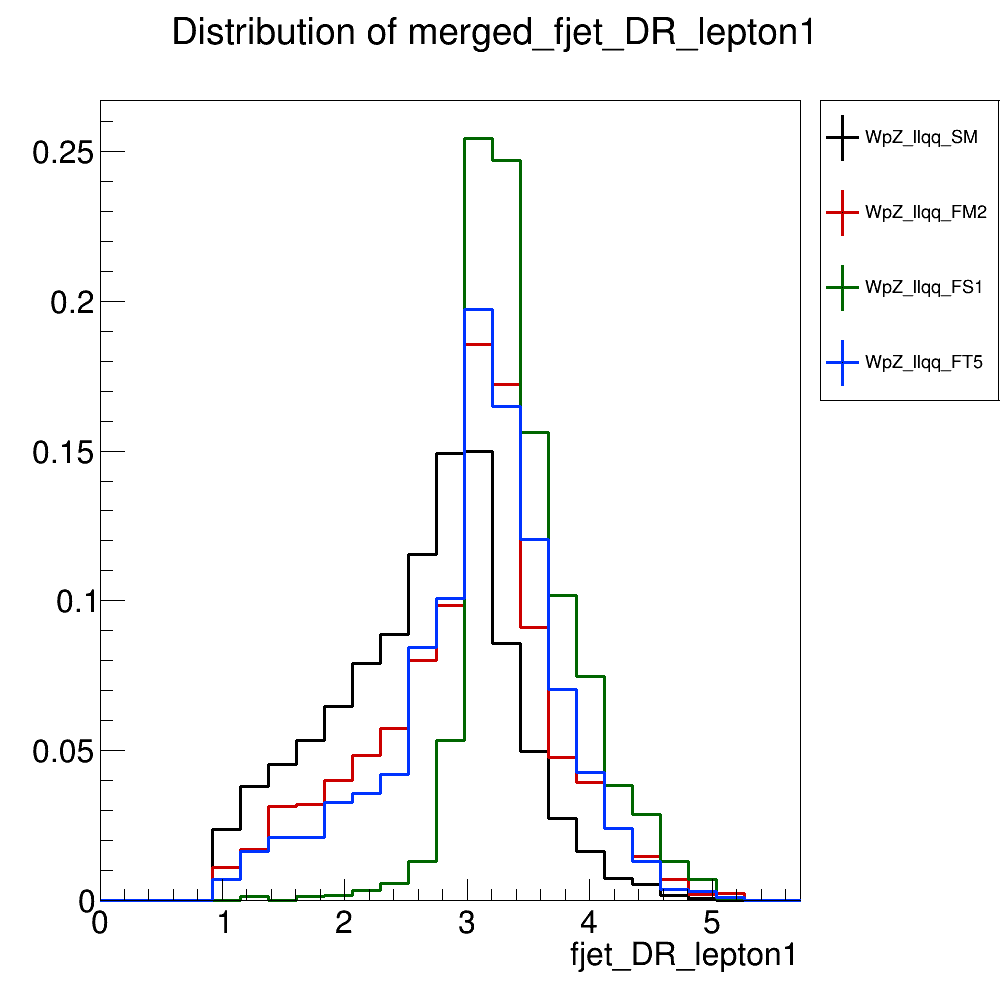 Distribution of merged_fjet_DR_lepton1
0.25
0.2
0.15
0.1
0.05
0
0 1 2 3 4 5
fjet_DR_lepton1
WpZ_llqq_SM
WpZ_llqq_FM2
WpZ_llqq_FS1
WpZ_llqq_FT5